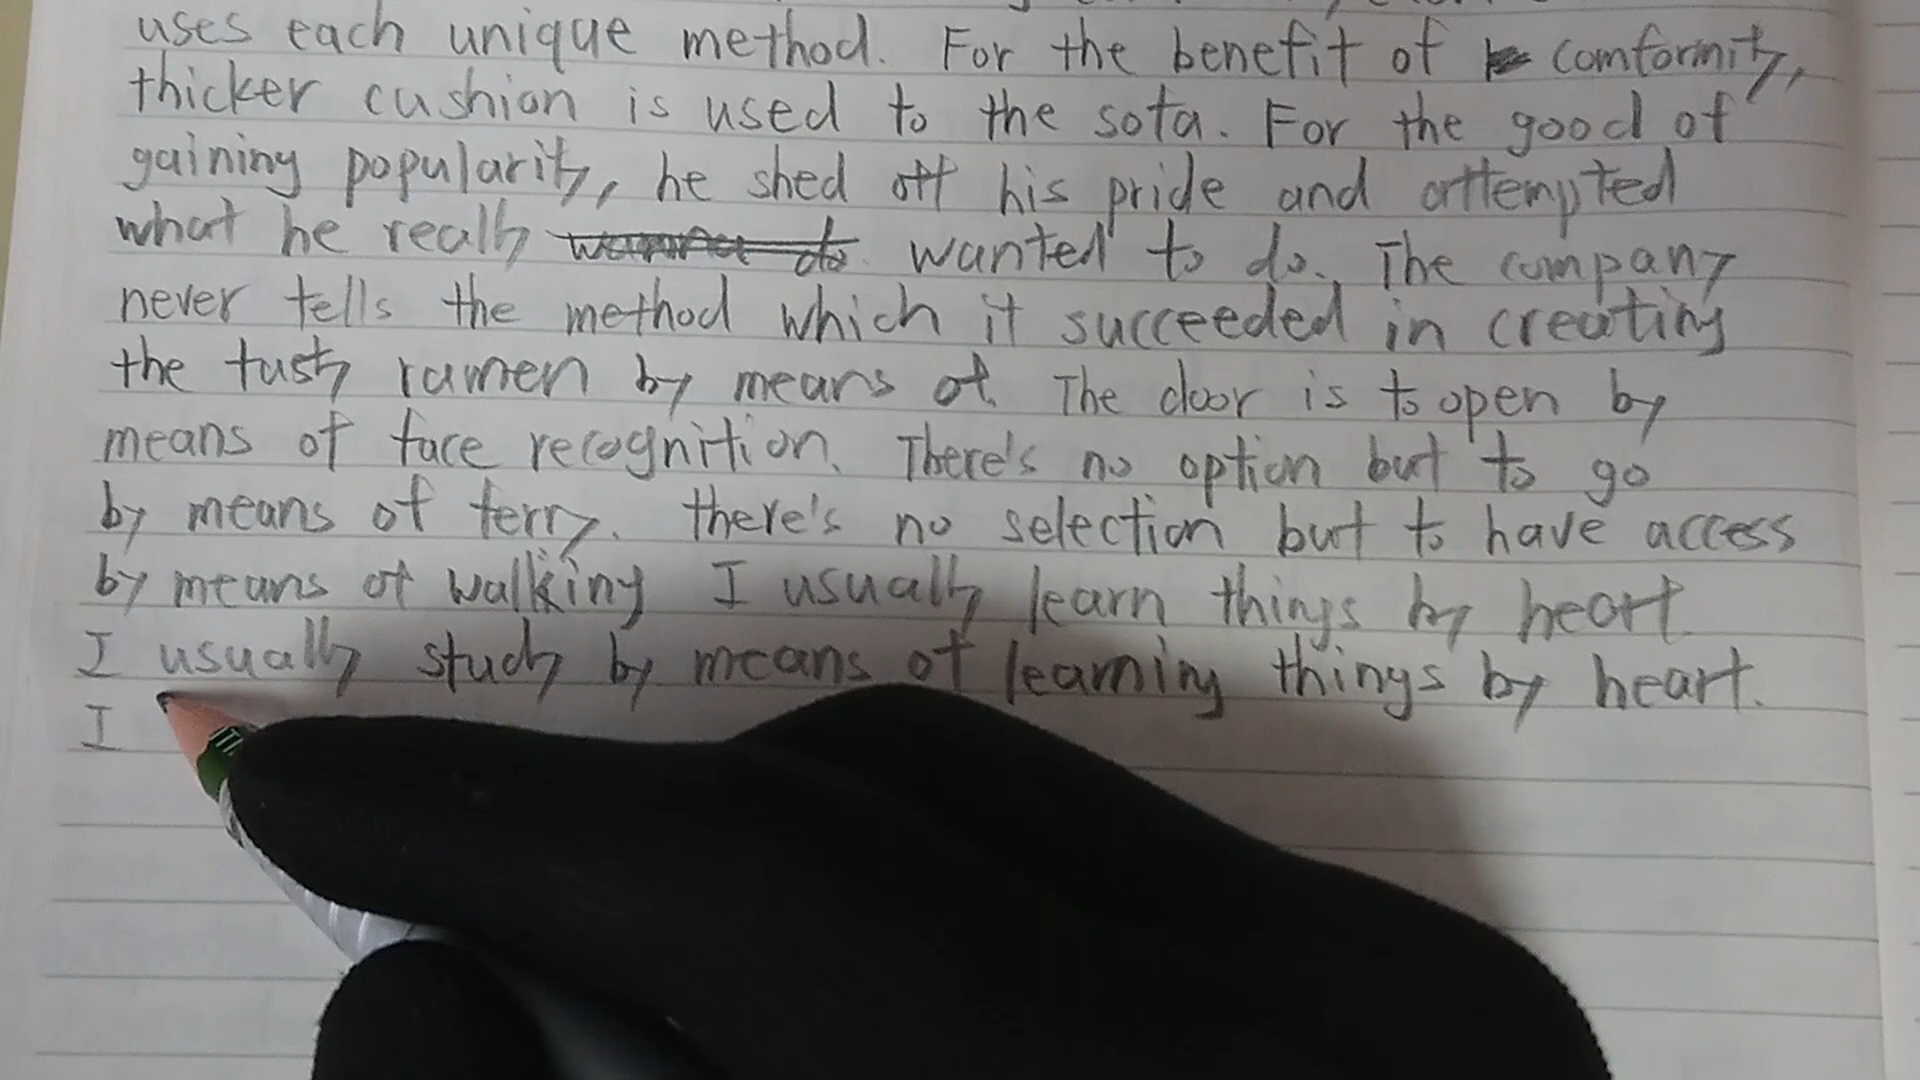 uses each unique method. For the benefit of comformity,
thicker cushion is used to the sofa. For the good of
gaining popularity, he shed off his pride and attempted
what he really wanna do wanted to do. The company
never tells the method which it succeeded in creating
the tasty ramen by means of. The door is to open by
means of face recognition. There's no option but to go
by means of ferry. there's no selection but to have access
by means of walking I usually learn things by heart
I usually study by means of learning things by heart.
I